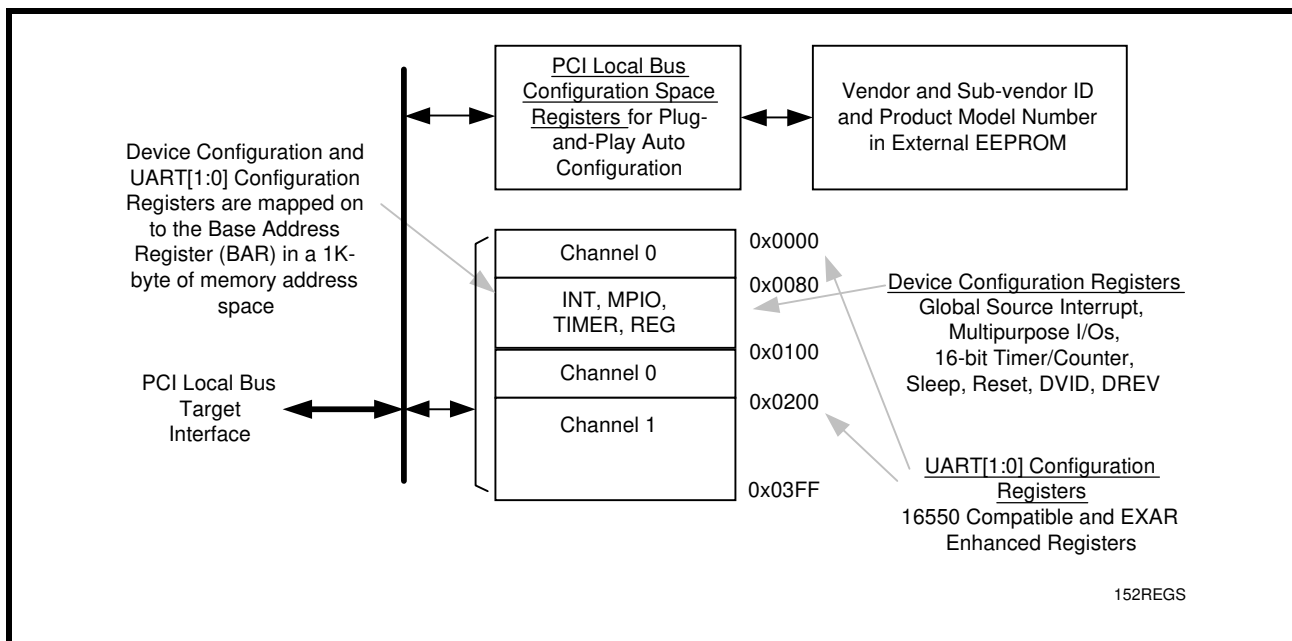 PCI Local Bus
Configuration Space
Registers for Plug-
and-Play Auto
Configuration
Vendor and Sub-vendor ID
and Product Model Number
in External EEPROM
Device Configuration and
UART[1:0] Configuration
Registers are mapped on
to the Base Address
Register (BAR) in a 1K-
byte of memory address
space
PCI Local Bus
Target
Interface
Channel 0
INT, MPIO,
TIMER, REG
Channel 0
Channel 1
0x0000
0x0080
0x0100
0x0200
0x03FF
Device Configuration Registers
Global Source Interrupt,
Multipurpose I/Os,
16-bit Timer/Counter,
Sleep, Reset, DVID, DREV
UART[1:0] Configuration
Registers
16550 Compatible and EXAR
Enhanced Registers
152REGS